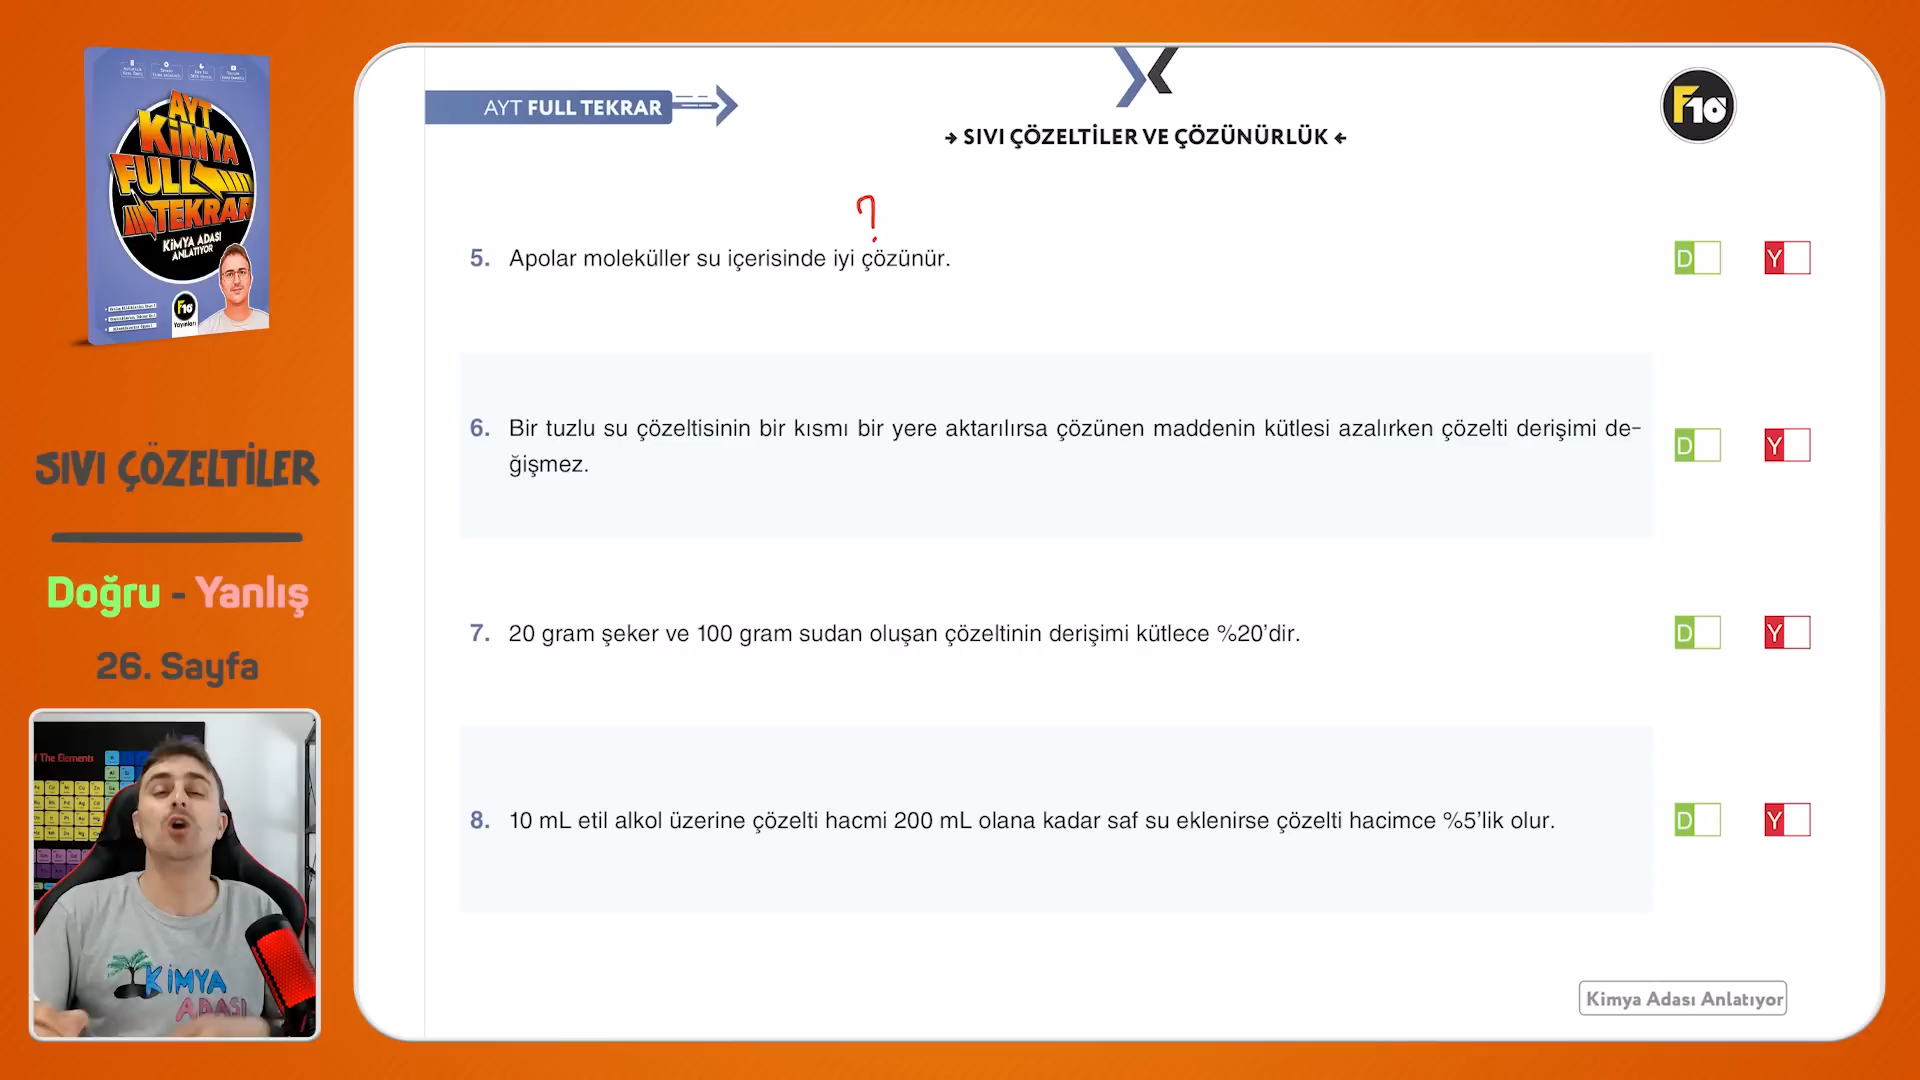 AYT
KİMYA
FULL
TEKRAR
KİMYA ADASI
ANLATIYOR
F10
Yayınları
SIVI ÇÖZELTİLER
Doğru - Yanlış
26. Sayfa
f The Elements
KİMYA
ADASI
AYT FULL TEKRAR
→ SIVI ÇÖZELTİLER VE ÇÖZÜNÜRLÜK ←
F10
?
5. Apolar moleküller su içerisinde iyi çözünür.
D Y
6. Bir tuzlu su çözeltisinin bir kısmı bir yere aktarılırsa çözünen maddenin kütlesi azalırken çözelti derişimi de-
ğişmez.
D Y
7. 20 gram şeker ve 100 gram sudan oluşan çözeltinin derişimi kütlece %20'dir.
D Y
8. 10 mL etil alkol üzerine çözelti hacmi 200 mL olana kadar saf su eklenirse çözelti hacimce %5'lik olur.
D Y
Kimya Adası Anlatıyor